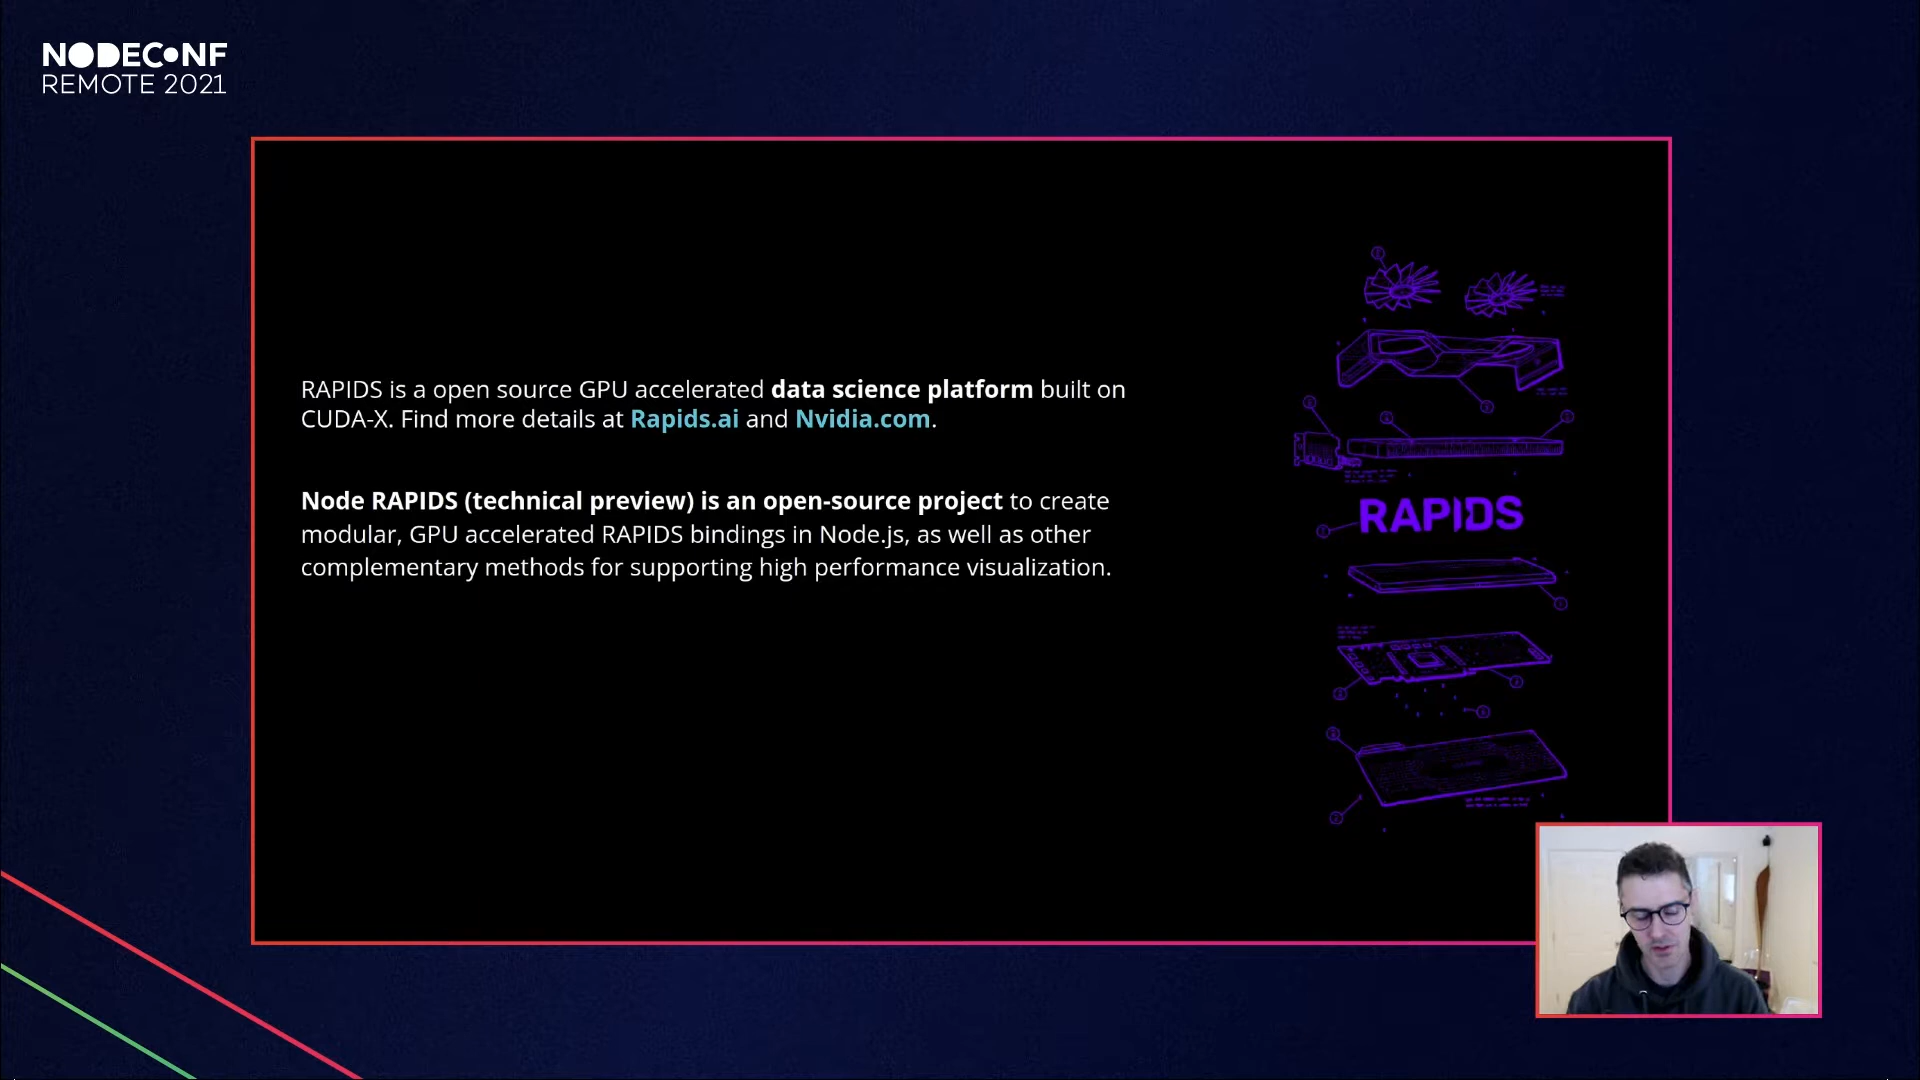 NODECONF
REMOTE 2021
RAPIDS is a open source GPU accelerated data science platform built on
CUDA-X. Find more details at Rapids.ai and Nvidia.com.
Node RAPIDS (technical preview) is an open-source project to create
modular, GPU accelerated RAPIDS bindings in Node.js, as well as other
complementary methods for supporting high performance visualization.
RAPIDS